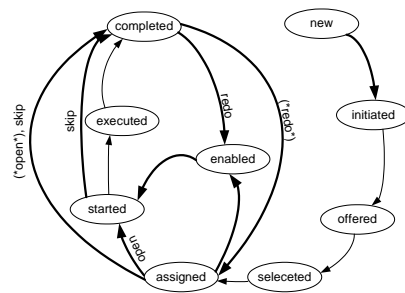 completed
new
redo
(*redo*)
skip
(*open*), skip
executed
initiated
enabled
started
offered
open
assigned
seleceted